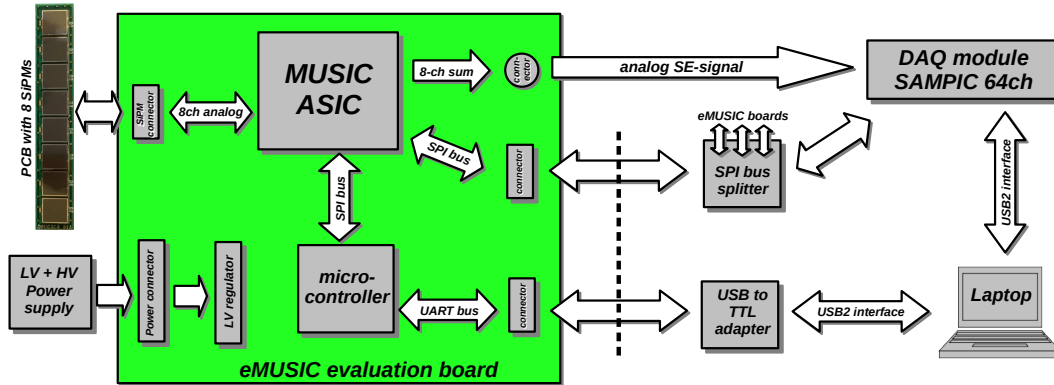 PCB with 8 SiPMs
SiPM
connector
8ch analog
MUSIC
ASIC
8-ch sum
conn-
ector
analog SE-signal
DAQ module
SAMPIC 64ch
SPI bus
connector
eMUSIC boards
SPI bus
splitter
USB2 interface
SPI bus
LV + HV
Power
supply
Power connector
LV regulator
micro-
controller
UART bus
connector
USB to
TTL
adapter
USB2 interface
Laptop
eMUSIC evaluation board